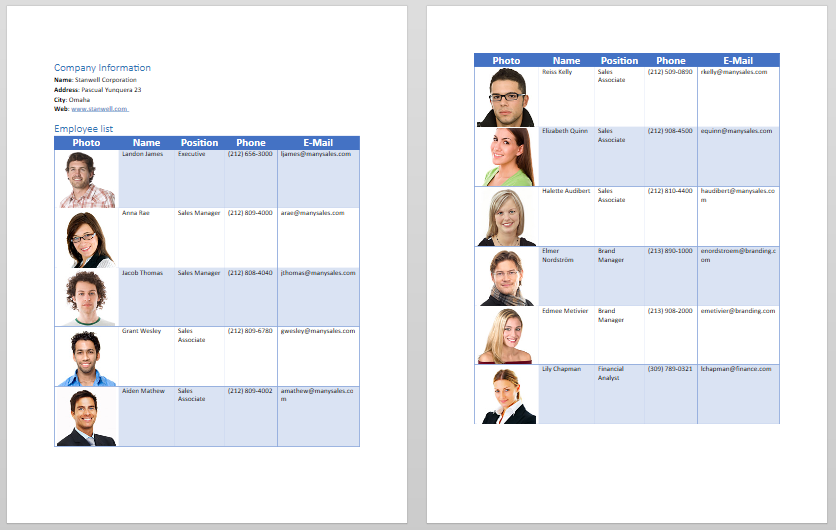 Company Information
Name: Stanwell Corporation
Address: Pascual Yunquera 23
City: Omaha
Web: www.stanwell.com
Employee list
Photo Name Position Phone E-Mail
Landon James Executive (212) 656-3000 ljames@manysales.com
Anna Rae Sales Manager (212) 809-4000 arae@manysales.com
Jacob Thomas Sales Manager (212) 808-4040 jthomas@manysales.com
Grant Wesley Sales (212) 809-6780 gwesley@manysales.com
Associate
Aiden Mathew Sales (212) 809-4002 amathew@manysales.co
Associate m
Photo Name Position Phone E-Mail
Reiss Kelly Sales (212) 509-0890 rkelly@manysales.com
Associate
Elizabeth Quinn Sales (212) 908-4500 equinn@manysales.com
Associate
Halette Audibert Sales (212) 810-4400 haudibert@manysales.co
Associate m
Elmer Brand (213) 890-1000 enordstroem@branding.c
Nordström Manager om
Edmee Metivier Brand (213) 908-2000 emetivier@branding.com
Manager
Lily Chapman Financial (309) 789-0321 lchapman@finance.com
Analyst